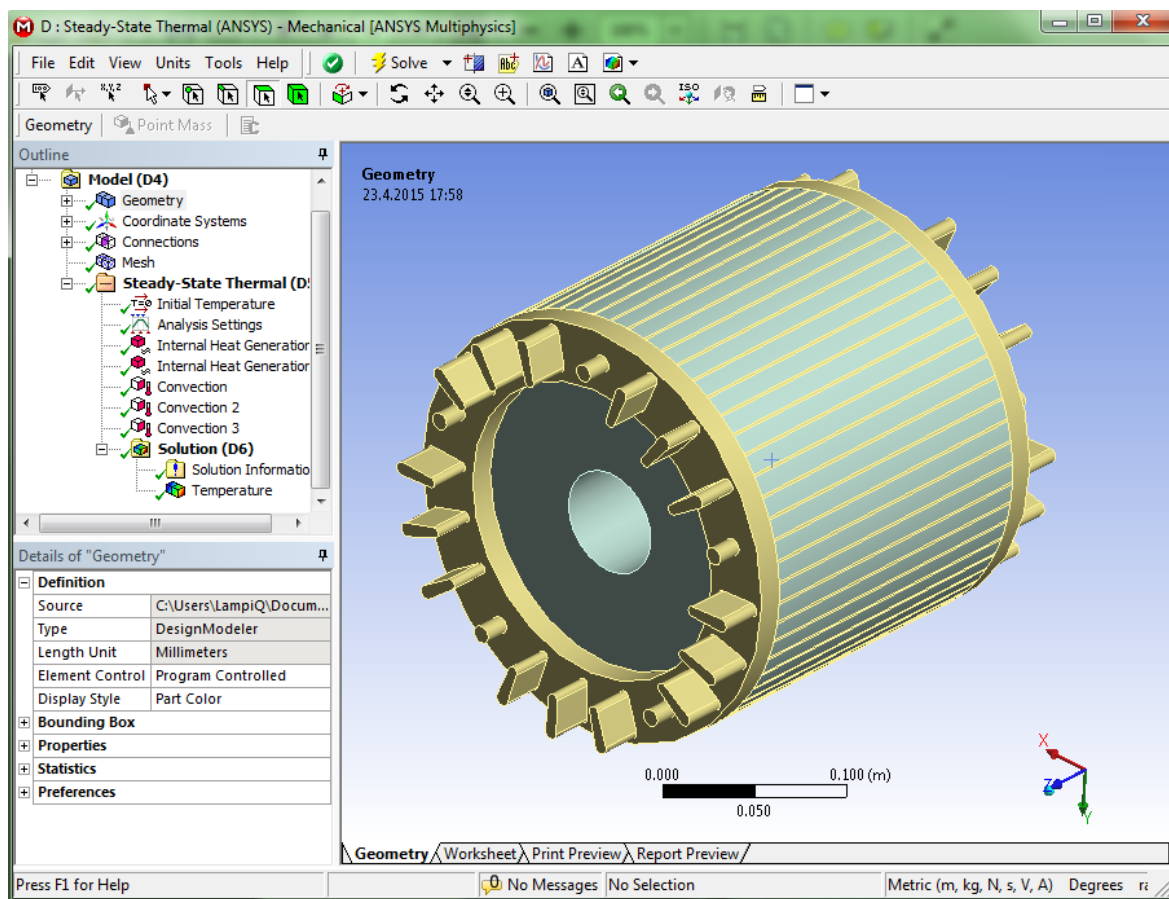 D : Steady-State Thermal (ANSYS) - Mechanical [ANSYS Multiphysics]
File Edit View Units Tools Help Solve
Geometry Point Mass
Outline
Model (D4)
Geometry
Coordinate Systems
Connections
Mesh
Steady-State Thermal (D5
Initial Temperature
Analysis Settings
Internal Heat Generation
Internal Heat Generation
Convection
Convection 2
Convection 3
Solution (D6)
Solution Informatio
Temperature
Details of "Geometry"
Definition
Source C:\Users\LampiQ\Docum...
Type DesignModeler
Length Unit Millimeters
Element Control Program Controlled
Display Style Part Color
Bounding Box
Properties
Statistics
Preferences
Geometry
23.4.2015 17:58
0.000 0.100 (m)
0.050
X
Z
Y
Geometry Worksheet Print Preview Report Preview
Press F1 for Help No Messages No Selection Metric (m, kg, N, s, V, A) Degrees ra